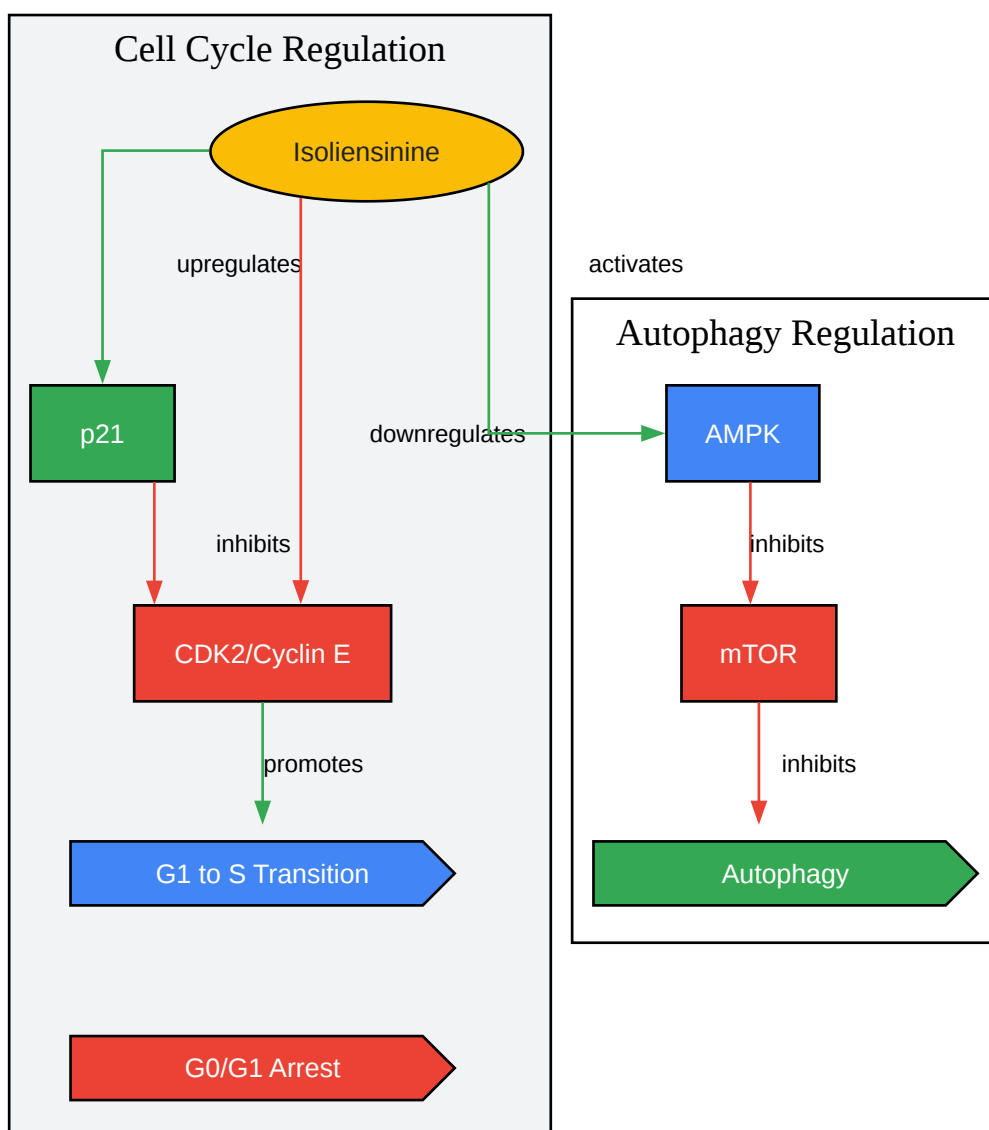 Cell Cycle Regulation
Isoliensinine
upregulates
activates
Autophagy Regulation
p21
downregulates
AMPK
inhibits
inhibits
CDK2/Cyclin E
mTOR
promotes
inhibits
G1 to S Transition
Autophagy
G0/G1 Arrest